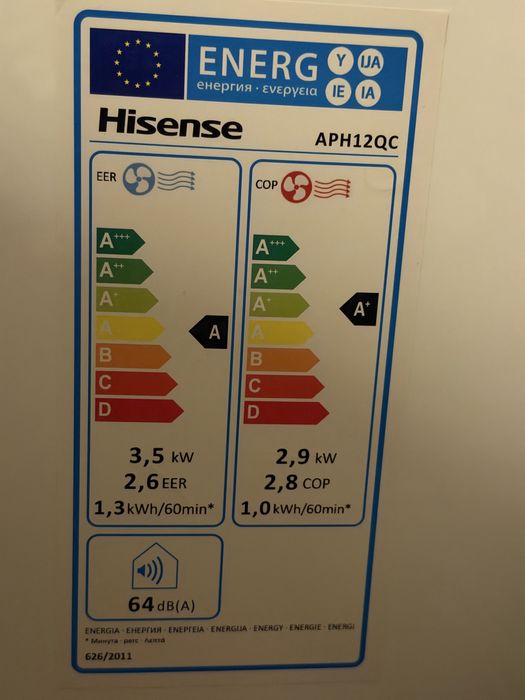 ENERG Y IJA
енергия · ενεργεια IE IA
Hisense
APH12QC
EER
A+++
A++
A+
A
B
C
D
A
3,5 kW
2,6 EER
1,3 kWh/60min*
COP
A+++
A++
A+
A
B
C
D
A+
2,9 kW
2,8 COP
1,0 kWh/60min*
64 dB(A)
ENERGIA · ЕНЕРГИЯ · ΕΝΕΡΓΕΙΑ · ENERGIJA · ENERGY · ENERGIE · ENERGI
626/2011